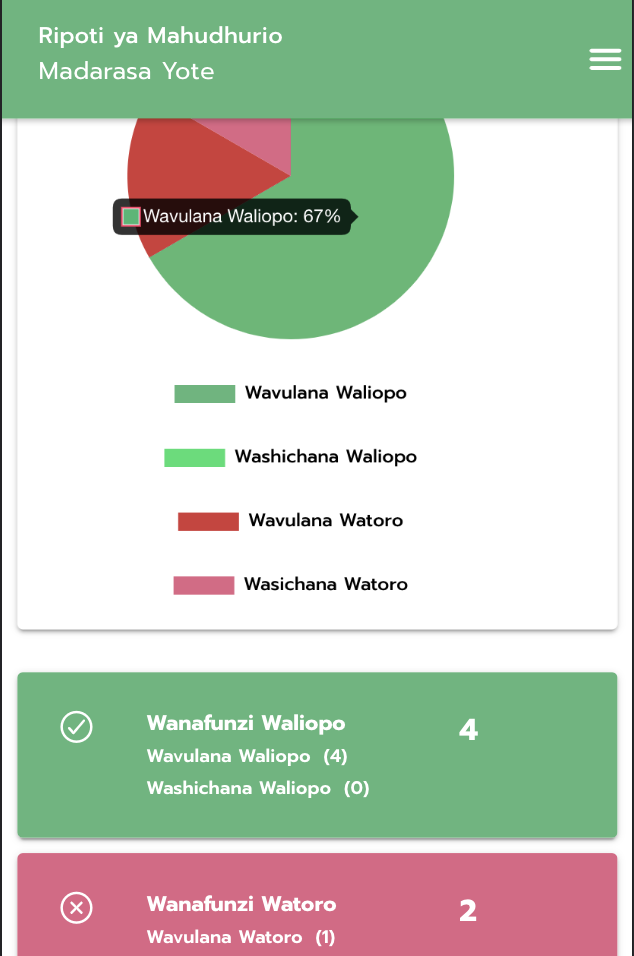 Ripoti ya Mahudhurio
Madarasa Yote
Wavulana Waliopo: 67%
Wavulana Waliopo
Washichana Waliopo
Wavulana Watoro
Wasichana Watoro
Wanafunzi Waliopo 4
Wavulana Waliopo (4)
Washichana Waliopo (0)
Wanafunzi Watoro 2
Wavulana Watoro (1)